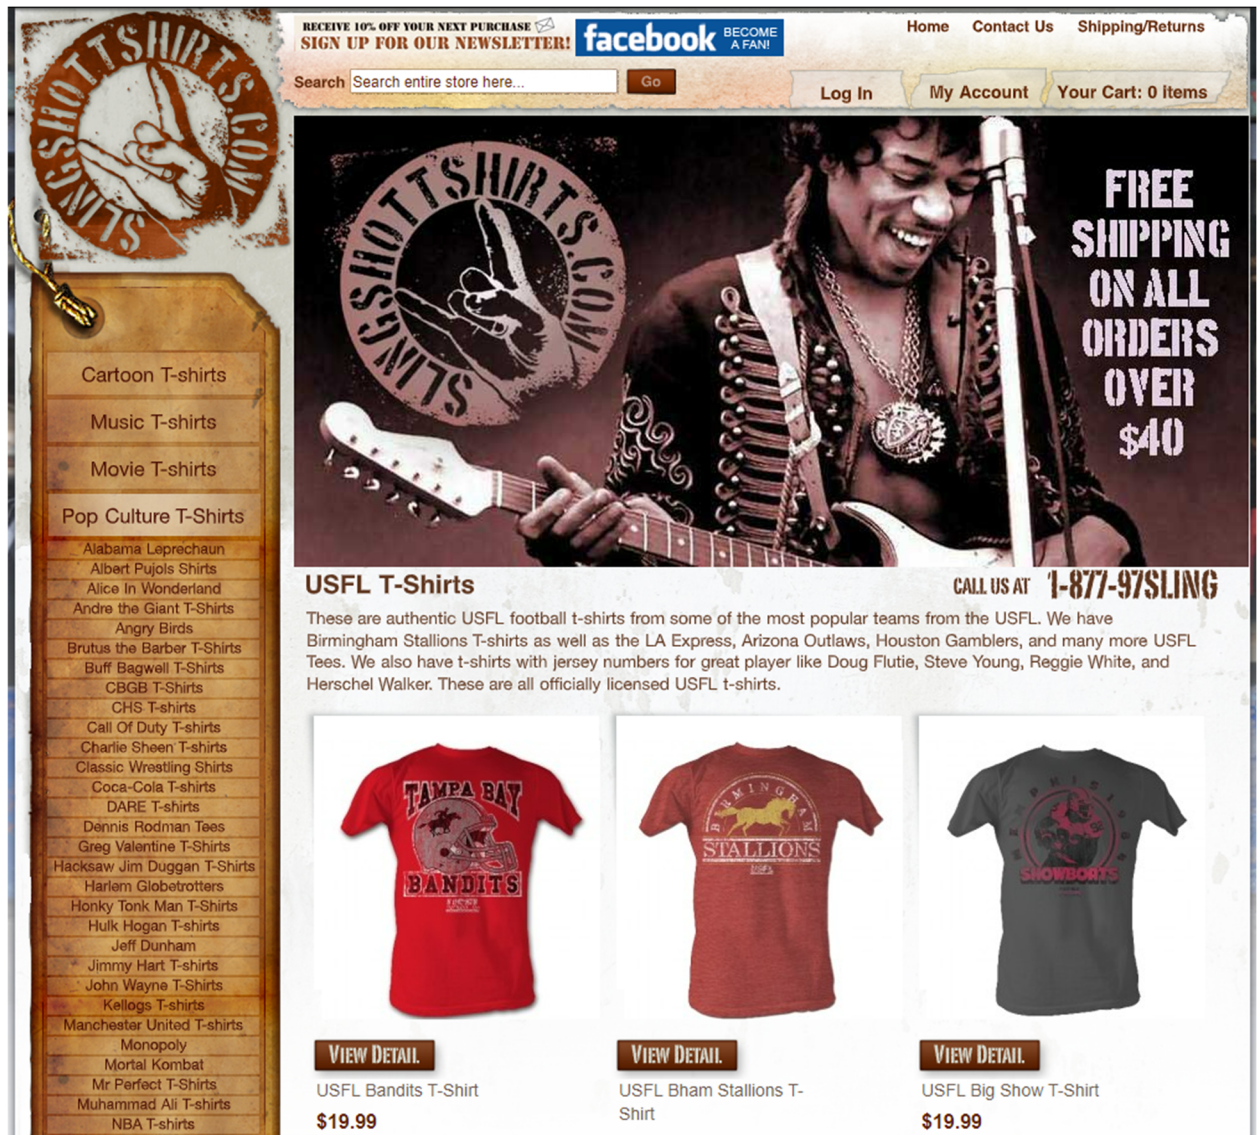 SLINGSHOTTSHIRTS.COM
RECEIVE 10% OFF YOUR NEXT PURCHASE
SIGN UP FOR OUR NEWSLETTER!
facebook BECOME A FAN!
Home Contact Us Shipping/Returns
Search Search entire store here... Go
Log In My Account Your Cart: 0 items
SLINGSHOTTSHIRTS.COM
FREE
SHIPPING
ON ALL
ORDERS
OVER
$40
Cartoon T-shirts
Music T-shirts
Movie T-shirts
Pop Culture T-Shirts
Alabama Leprechaun
Albert Pujols Shirts
Alice In Wonderland
Andre the Giant T-Shirts
Angry Birds
Brutus the Barber T-Shirts
Buff Bagwell T-Shirts
CBGB T-Shirts
CHS T-shirts
Call Of Duty T-shirts
Charlie Sheen T-shirts
Classic Wrestling Shirts
Coca-Cola T-shirts
DARE T-shirts
Dennis Rodman Tees
Greg Valentine T-Shirts
Hacksaw Jim Duggan T-Shirts
Harlem Globetrotters
Honky Tonk Man T-Shirts
Hulk Hogan T-shirts
Jeff Dunham
Jimmy Hart T-shirts
John Wayne T-Shirts
Kellogs T-shirts
Manchester United T-shirts
Monopoly
Mortal Kombat
Mr Perfect T-Shirts
Muhammad Ali T-shirts
NBA T-shirts
USFL T-Shirts
CALL US AT 1-877-97SLING
These are authentic USFL football t-shirts from some of the most popular teams from the USFL. We have
Birmingham Stallions T-shirts as well as the LA Express, Arizona Outlaws, Houston Gamblers, and many more USFL
Tees. We also have t-shirts with jersey numbers for great player like Doug Flutie, Steve Young, Reggie White, and
Herschel Walker. These are all officially licensed USFL t-shirts.
TAMPA BAY
BANDITS
BIRMINGHAM
STALLIONS
USFL
MEMPHIS
SHOWBOATS
VIEW DETAIL
VIEW DETAIL
VIEW DETAIL
USFL Bandits T-Shirt
$19.99
USFL Bham Stallions T-
Shirt
USFL Big Show T-Shirt
$19.99